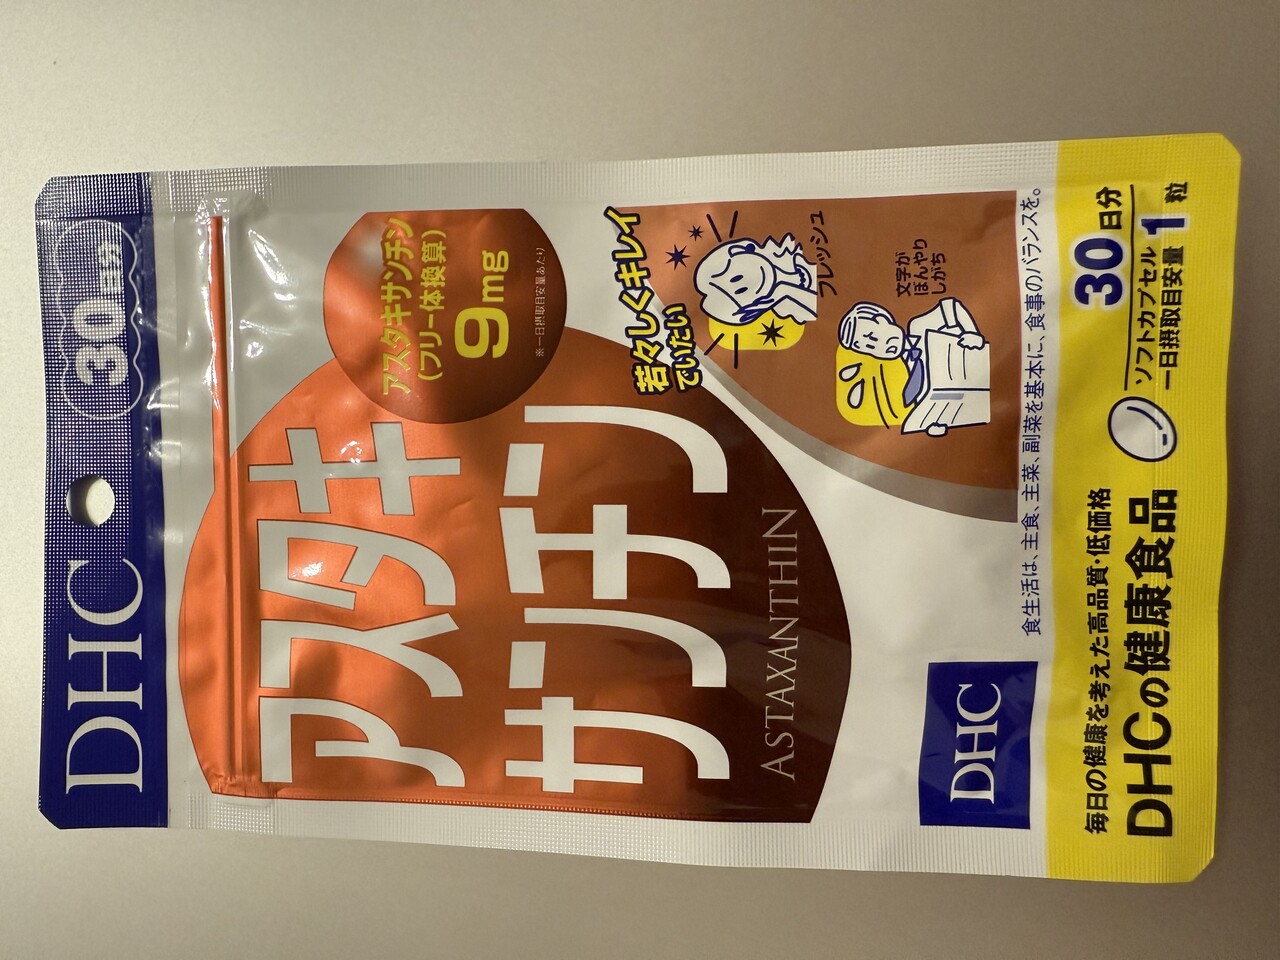 DHC
30日分
アスタキサンチン
(フリー体換算)
9mg
※一日摂取目安量あたり
アスタキ
サンチン
ASTAXANTHIN
若々しくキレイ
でいたい
フレッシュ
文字が
ぼんやり
しがち
DHC
食生活は、主食、主菜、副菜を基本に、食事のバランスを。
毎日の健康を考えた高品質・低価格
DHCの健康食品
30日分
ソフトカプセル
一日摂取目安量1粒